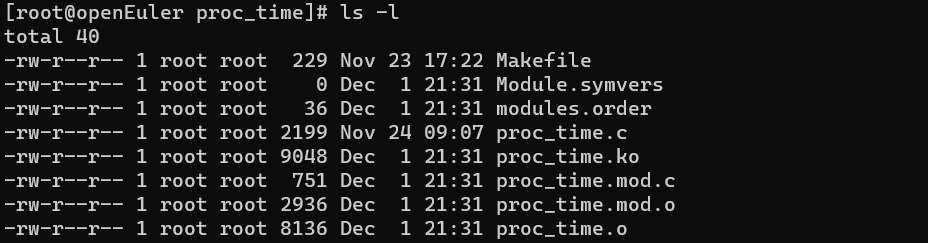 [root@openEuler proc_time]# ls -l
total 40
-rw-r--r-- 1 root root  229 Nov 23 17:22 Makefile
-rw-r--r-- 1 root root    0 Dec  1 21:31 Module.symvers
-rw-r--r-- 1 root root   36 Dec  1 21:31 modules.order
-rw-r--r-- 1 root root 2199 Nov 24 09:07 proc_time.c
-rw-r--r-- 1 root root 9048 Dec  1 21:31 proc_time.ko
-rw-r--r-- 1 root root  751 Dec  1 21:31 proc_time.mod.c
-rw-r--r-- 1 root root 2936 Dec  1 21:31 proc_time.mod.o
-rw-r--r-- 1 root root 8136 Dec  1 21:31 proc_time.o